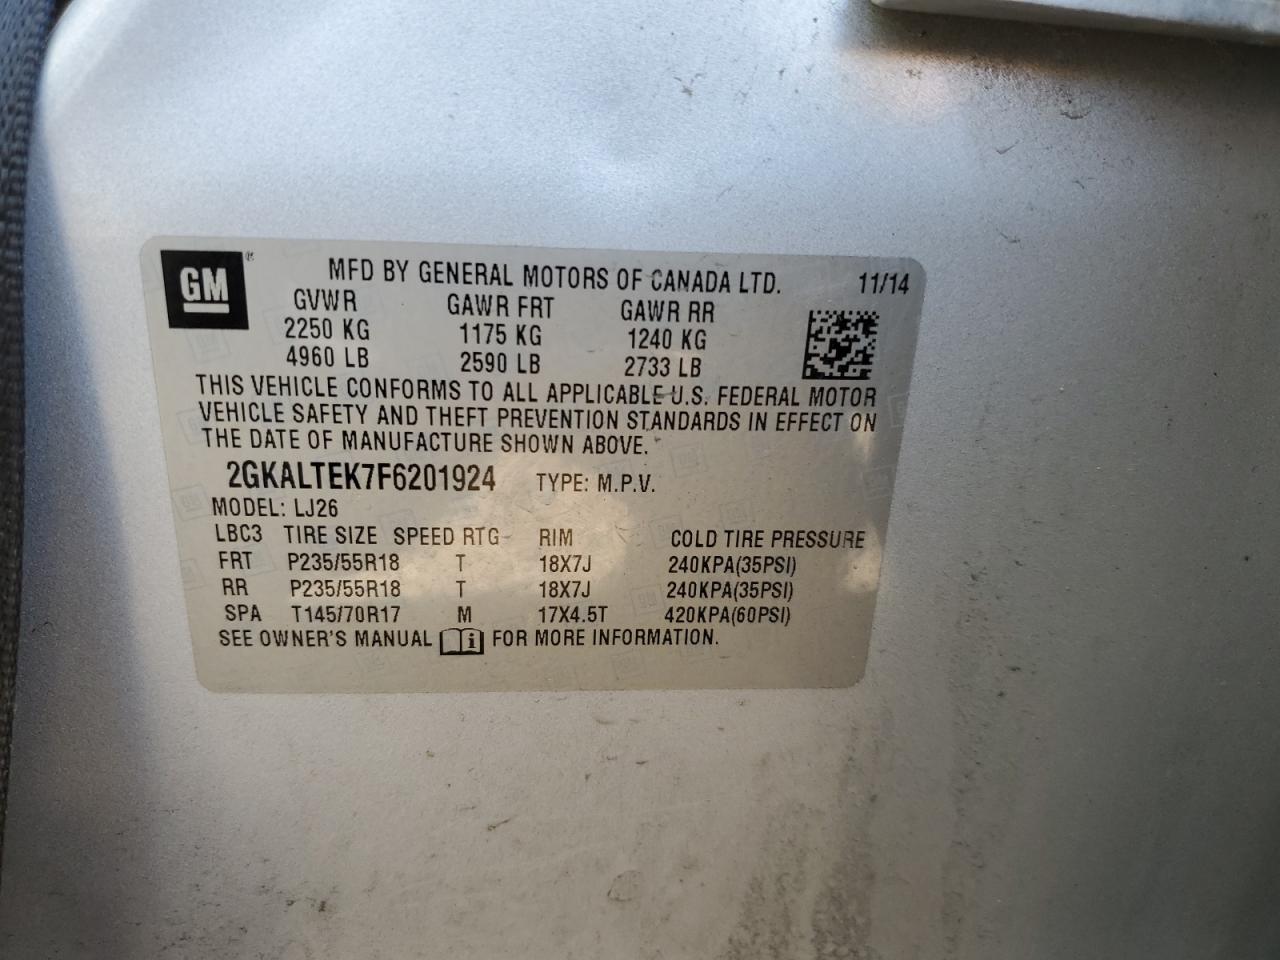 GM ®
MFD BY GENERAL MOTORS OF CANADA LTD. 11/14
GVWR GAWR FRT GAWR RR
2250 KG 1175 KG 1240 KG
4960 LB 2590 LB 2733 LB
THIS VEHICLE CONFORMS TO ALL APPLICABLE U.S. FEDERAL MOTOR
VEHICLE SAFETY AND THEFT PREVENTION STANDARDS IN EFFECT ON
THE DATE OF MANUFACTURE SHOWN ABOVE.
2GKALTEK7F6201924 TYPE: M.P.V.
MODEL: LJ26
LBC3 TIRE SIZE SPEED RTG RIM COLD TIRE PRESSURE
FRT P235/55R18 T 18X7J 240KPA(35PSI)
RR P235/55R18 T 18X7J 240KPA(35PSI)
SPA T145/70R17 M 17X4.5T 420KPA(60PSI)
SEE OWNER'S MANUAL i FOR MORE INFORMATION.